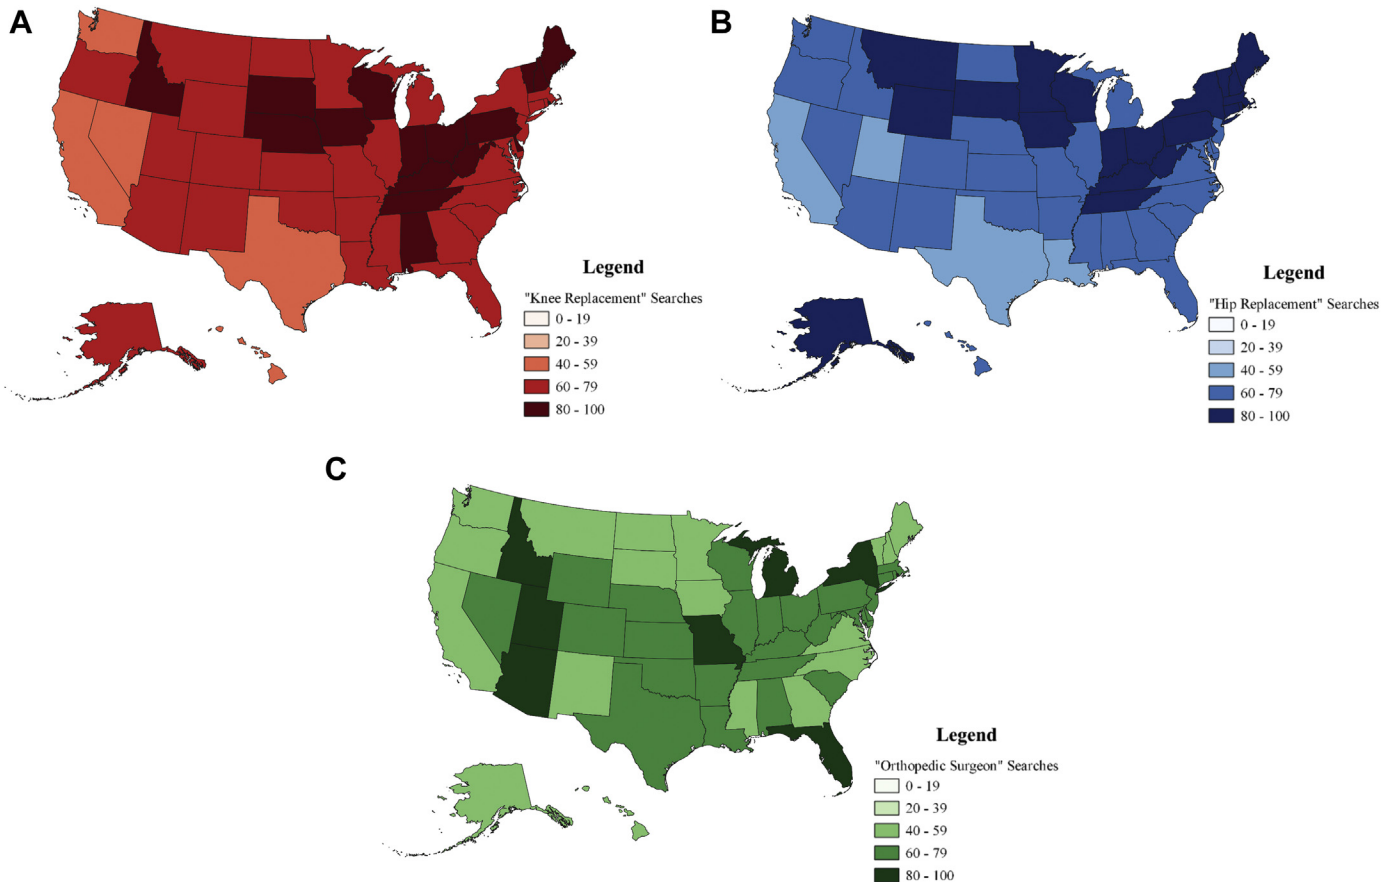 A
Legend
"Knee Replacement" Searches
0 - 19
20 - 39
40 - 59
60 - 79
80 - 100
B
Legend
"Hip Replacement" Searches
0 - 19
20 - 39
40 - 59
60 - 79
80 - 100
C
Legend
"Orthopedic Surgeon" Searches
0 - 19
20 - 39
40 - 59
60 - 79
80 - 100